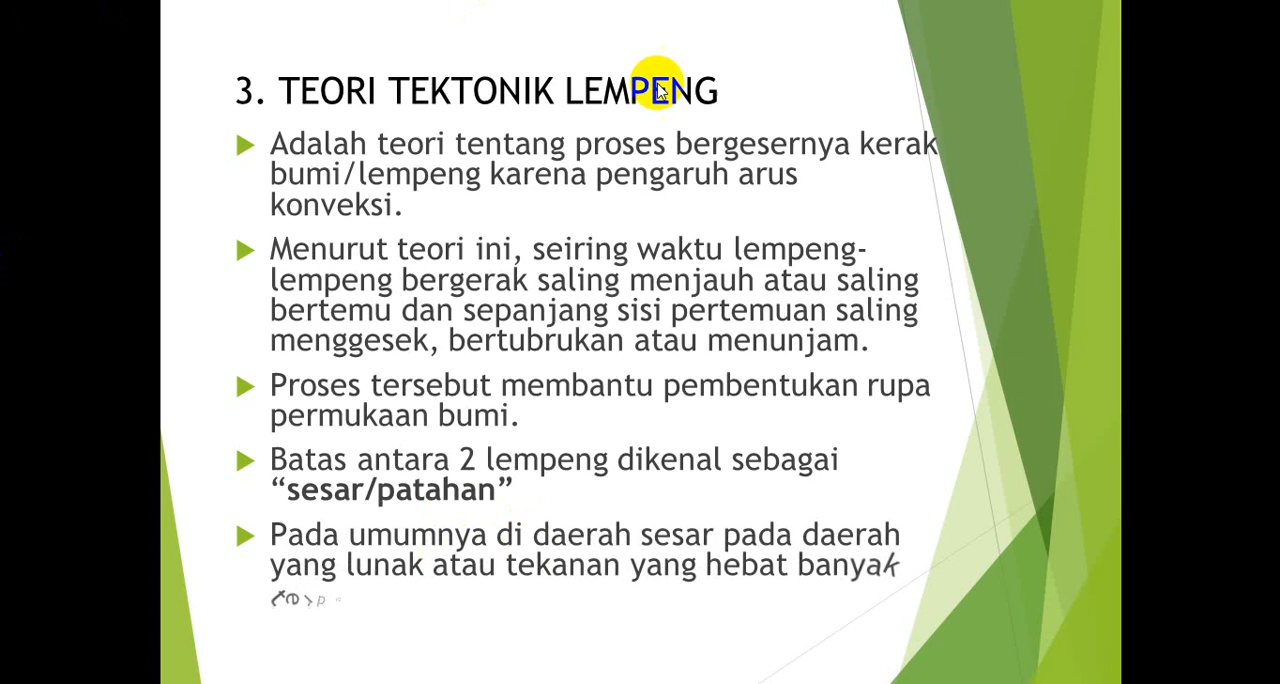 3. TEORI TEKTONIK LEMPENG
Adalah teori tentang proses bergesernya kerak
bumi/lempeng karena pengaruh arus
konveksi.
Menurut teori ini, seiring waktu lempeng-
lempeng bergerak saling menjauh atau saling
bertemu dan sepanjang sisi pertemuan saling
menggesek, bertubrukan atau menunjam.
Proses tersebut membantu pembentukan rupa
permukaan bumi.
Batas antara 2 lempeng dikenal sebagai
“sesar/patahan”
Pada umumnya di daerah sesar pada daerah
yang lunak atau tekanan yang hebat banyak